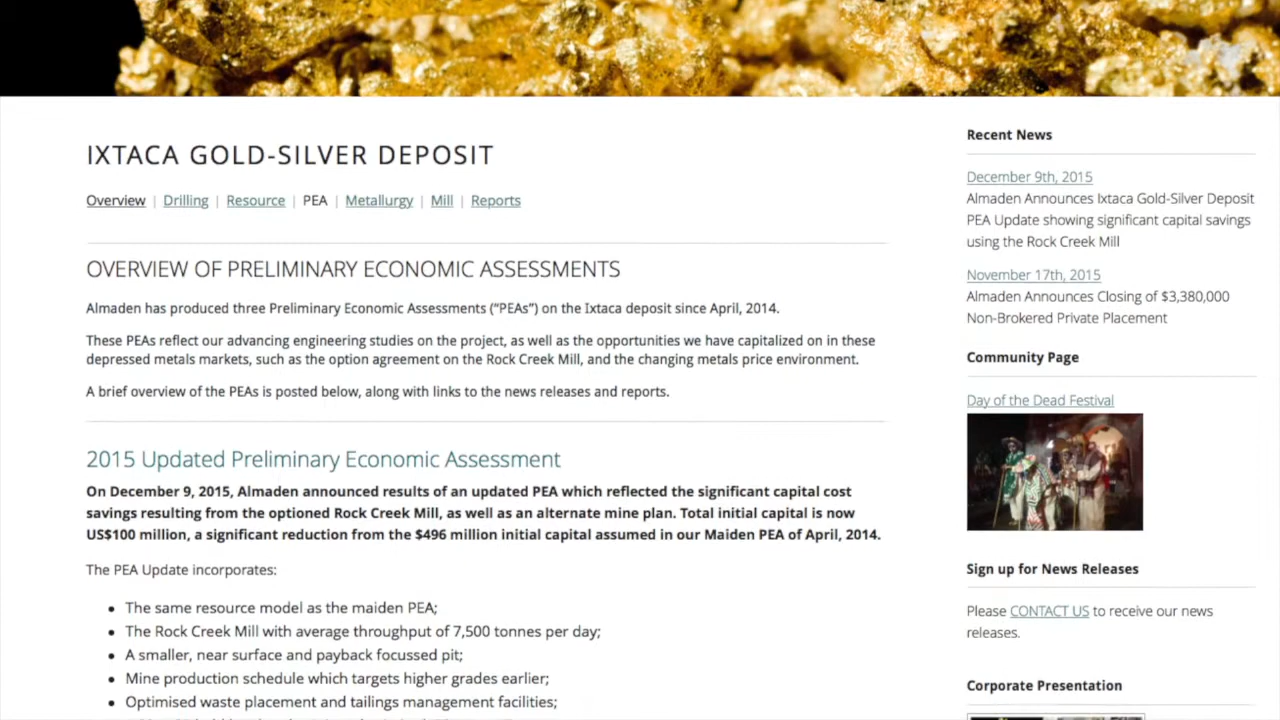 IXTACA GOLD-SILVER DEPOSIT
Overview | Drilling | Resource | PEA | Metallurgy | Mill | Reports
OVERVIEW OF PRELIMINARY ECONOMIC ASSESSMENTS
Almaden has produced three Preliminary Economic Assessments (“PEAs”) on the Ixtaca deposit since April, 2014.
These PEAs reflect our advancing engineering studies on the project, as well as the opportunities we have capitalized on in these
depressed metals markets, such as the option agreement on the Rock Creek Mill, and the changing metals price environment.
A brief overview of the PEAs is posted below, along with links to the news releases and reports.
2015 Updated Preliminary Economic Assessment
On December 9, 2015, Almaden announced results of an updated PEA which reflected the significant capital cost
savings resulting from the optioned Rock Creek Mill, as well as an alternate mine plan. Total initial capital is now
US$100 million, a significant reduction from the $496 million initial capital assumed in our Maiden PEA of April, 2014.
The PEA Update incorporates:
• The same resource model as the maiden PEA;
• The Rock Creek Mill with average throughput of 7,500 tonnes per day;
• A smaller, near surface and payback focussed pit;
• Mine production schedule which targets higher grades earlier;
• Optimised waste placement and tailings management facilities;
Recent News
December 9th, 2015
Almaden Announces Ixtaca Gold-Silver Deposit
PEA Update showing significant capital savings
using the Rock Creek Mill
November 17th, 2015
Almaden Announces Closing of $3,380,000
Non-Brokered Private Placement
Community Page
Day of the Dead Festival
Sign up for News Releases
Please CONTACT US to receive our news
releases.
Corporate Presentation